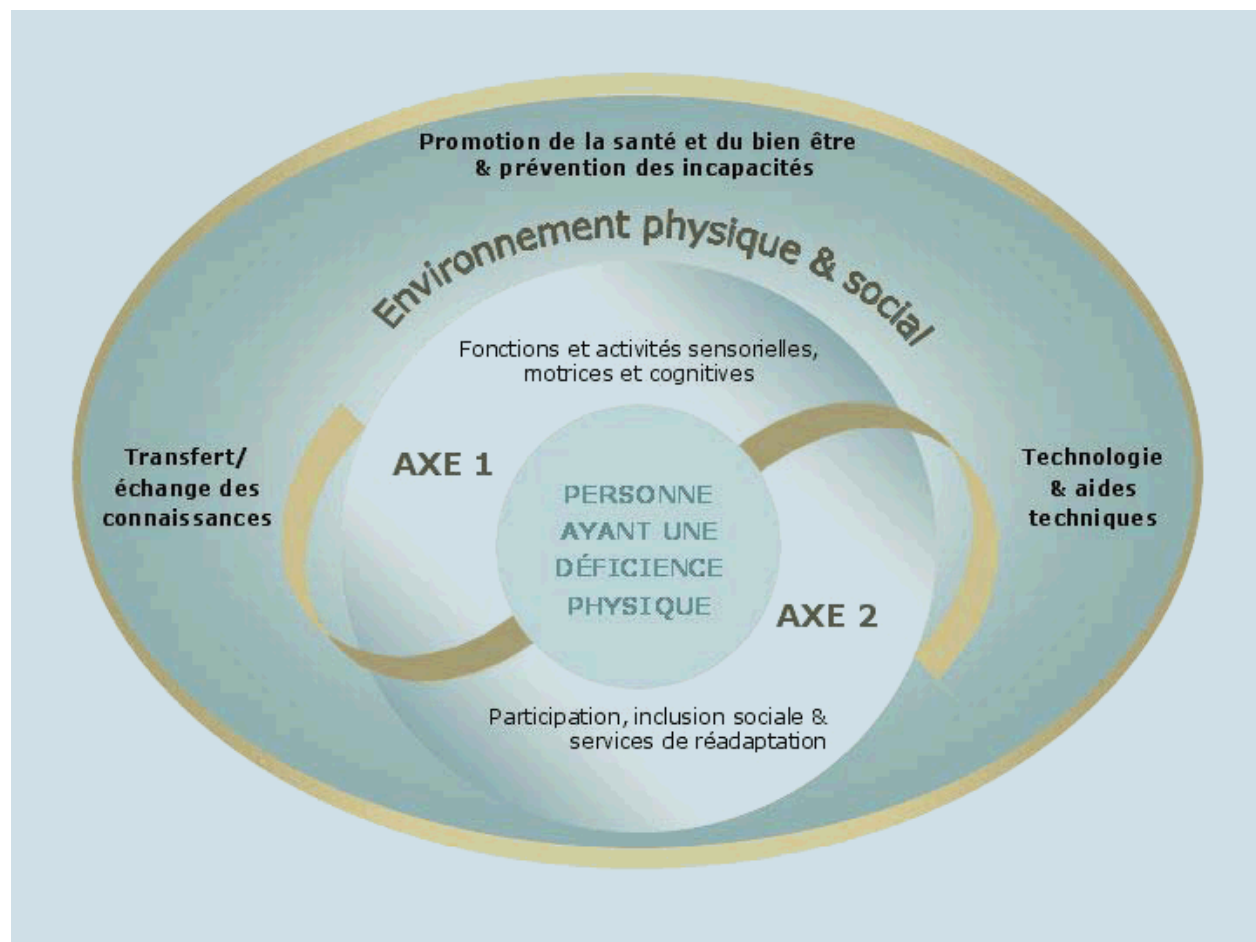 Promotion de la santé et du bien être
& prévention des incapacités
Environnement physique & social
Fonctions et activités sensorielles,
motrices et cognitives
Transfert/
échange des
connaissances
AXE 1
PERSONNE
AYANT UNE
DÉFICIENCE
PHYSIQUE
Technologie
& aides
techniques
AXE 2
Participation, inclusion sociale &
services de réadaptation